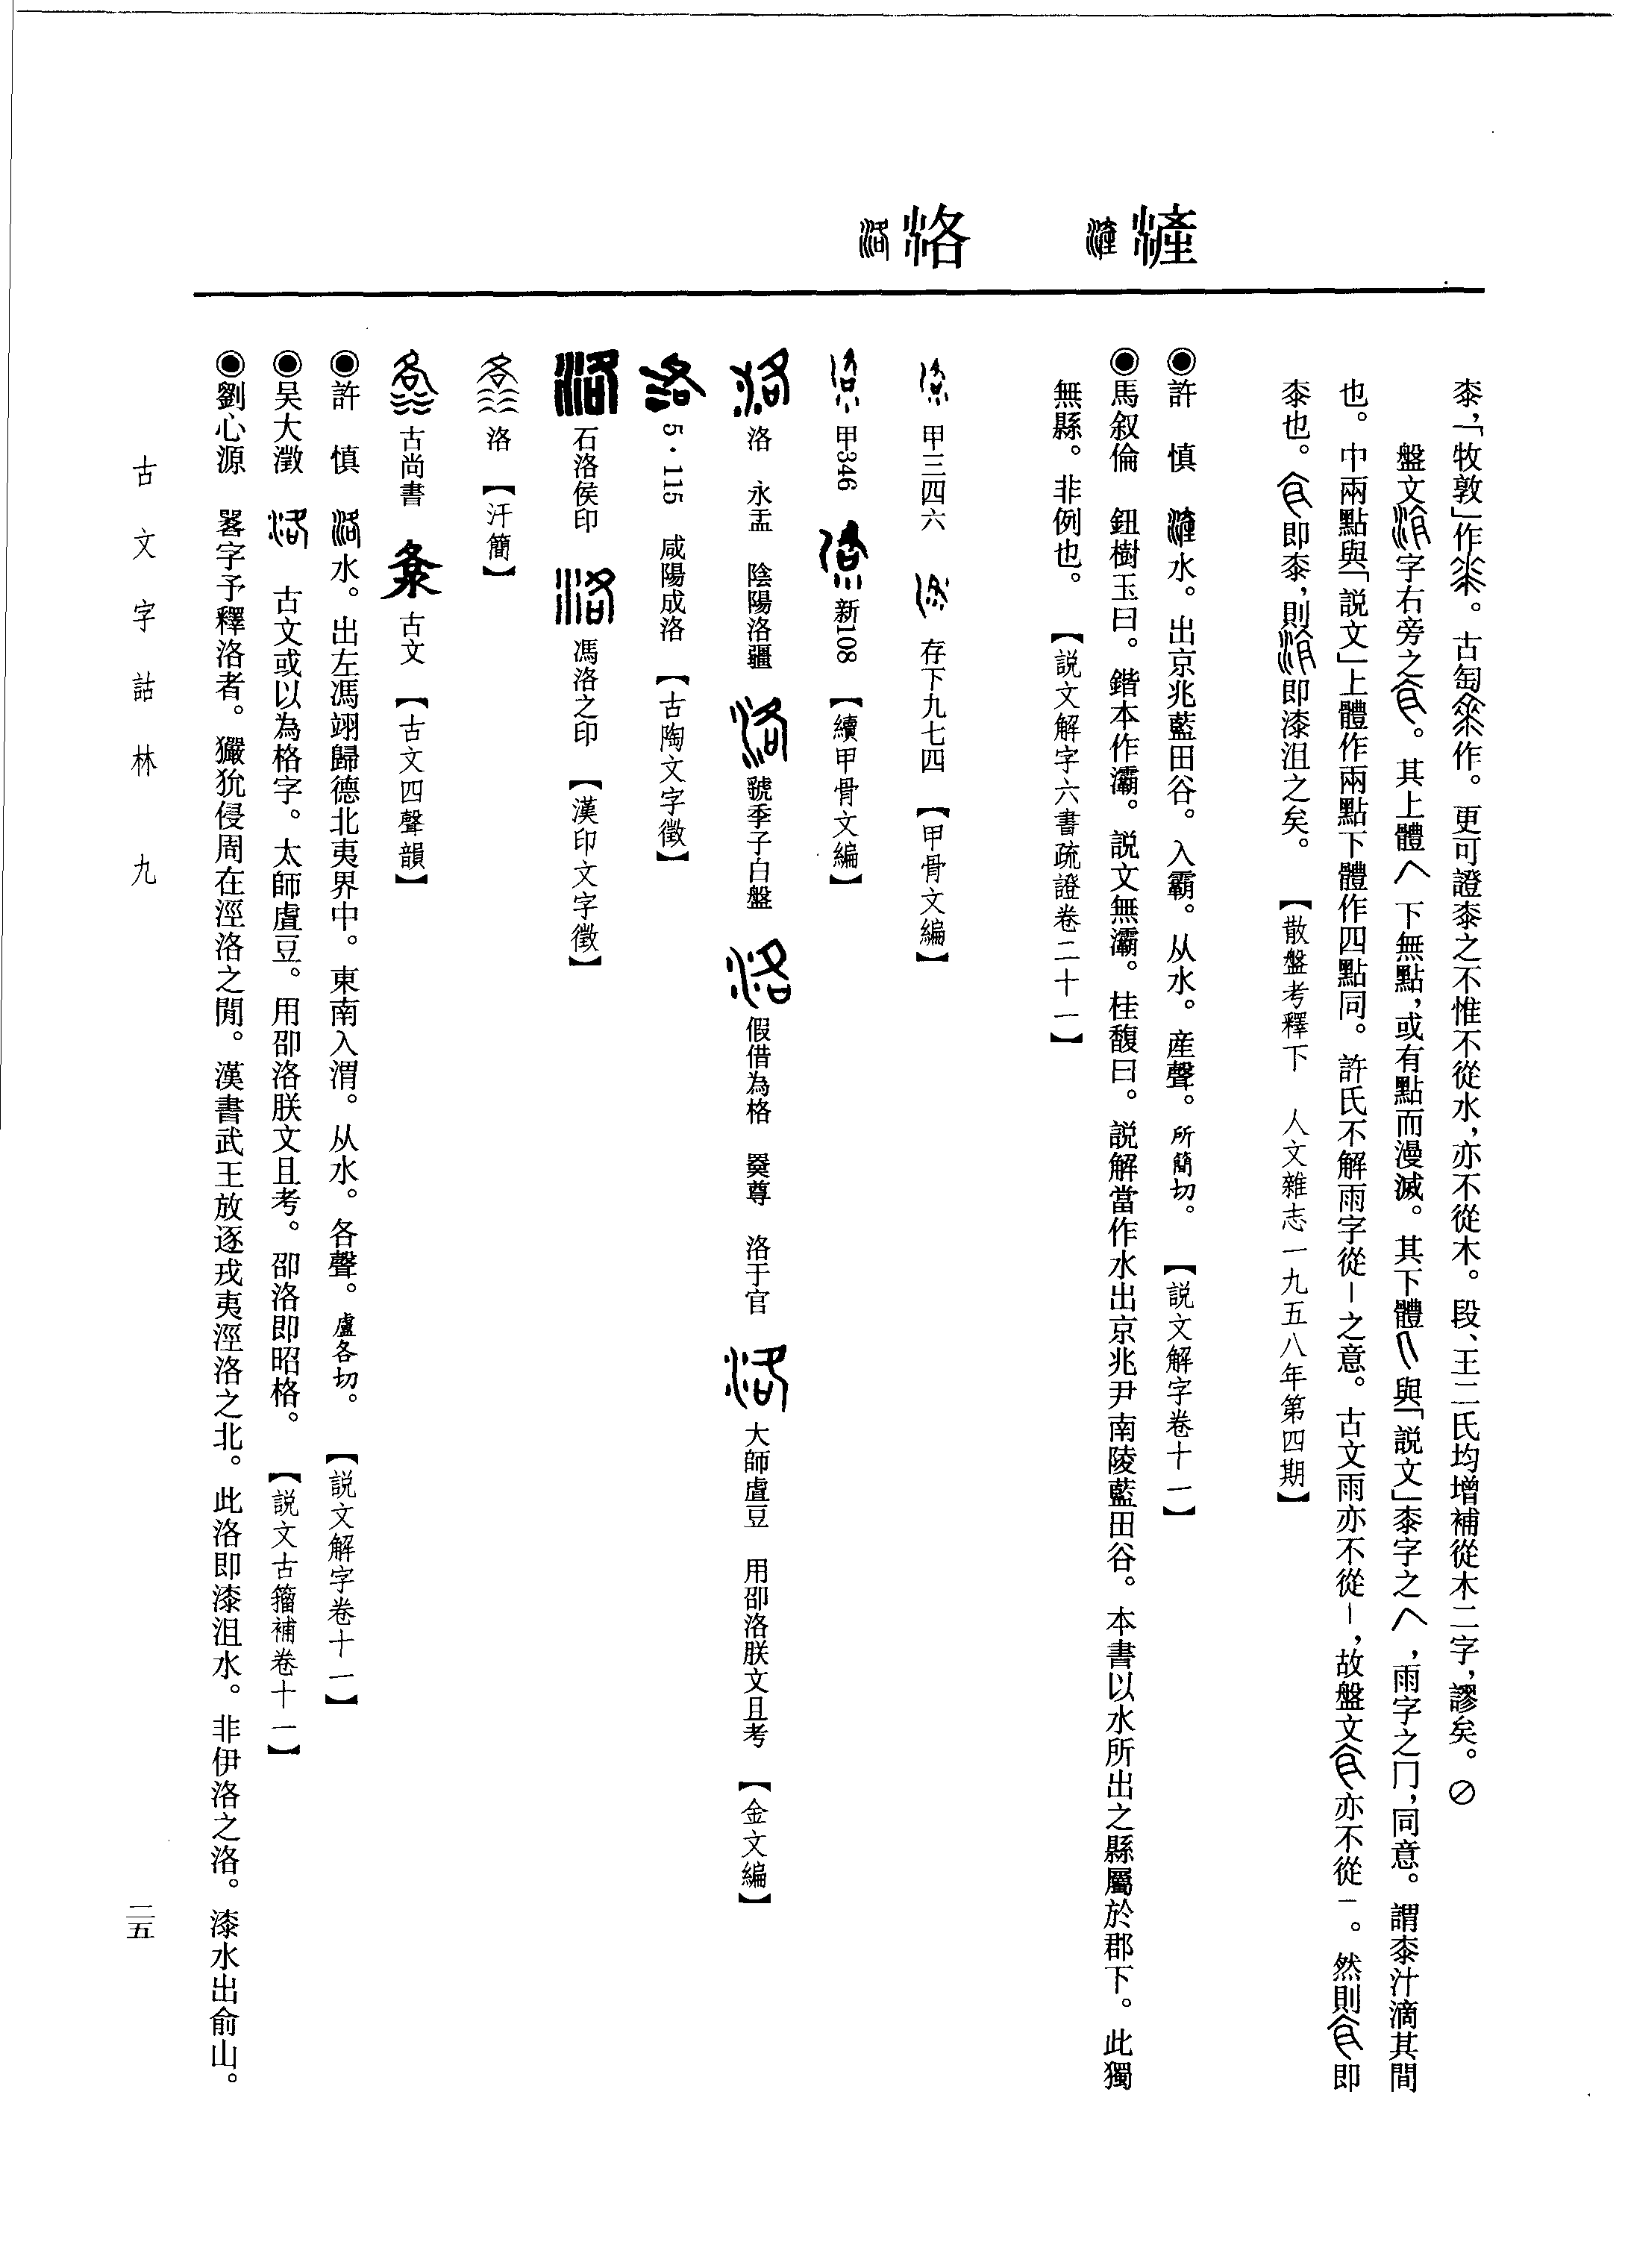 滻
洛
桼，「牧敦」作。古匋作。更可證桼之不惟不從水，亦不從木。段、王二氏均增補從木二字，謬矣。
盤文字右旁之。其上體下無點，或有點而漫滅。其下體與「説文」桼字之，雨字之冂，同意。謂桼汁滴其間
也。中兩點與「説文」上體作兩點下體作四點同。許氏不解雨字從丨之意。古文雨亦不從丨，故盤文亦不從一。然則即
桼也。即桼，則即漆沮之矣。【散盤考釋下　人文雜志一九五八年第四期】
◉許　慎　水。出京兆藍田谷。入霸。从水。産聲。所簡切。【説文解字卷十一】
◉馬叙倫　鈕樹玉曰。鍇本作灞。説文無灞。桂馥曰。説解當作水出京兆尹南陵藍田谷。本書以水所出之縣屬於郡下。此獨
無縣。非例也。【説文解字六書疏證卷二十一】
甲三四六　存下九七四【甲骨文編】
甲346　新108【續甲骨文編】
洛　永盂　陰陽洛疆　虢季子白盤　假借為格　䍃尊　洛于官　大師虘豆　用卲洛朕文且考【金文編】
5·115　咸陽成洛【古陶文字徵】
石洛侯印　馮洛之印【漢印文字徵】
洛【汗簡】
古尚書　古文【古文四聲韻】
◉許　慎　水。出左馮翊歸德北夷界中。東南入渭。从水。各聲。盧各切。【説文解字卷十一】
◉吴大澂　古文或以為格字。太師虘豆。用卲洛朕文且考。卲洛即昭格。【説文古籀補卷十一】
◉劉心源　字予釋洛者。玁狁侵周在涇洛之閒。漢書武王放逐戎夷涇洛之北。此洛即漆沮水。非伊洛之洛。漆水出俞山。
古文字詁林　九
二五